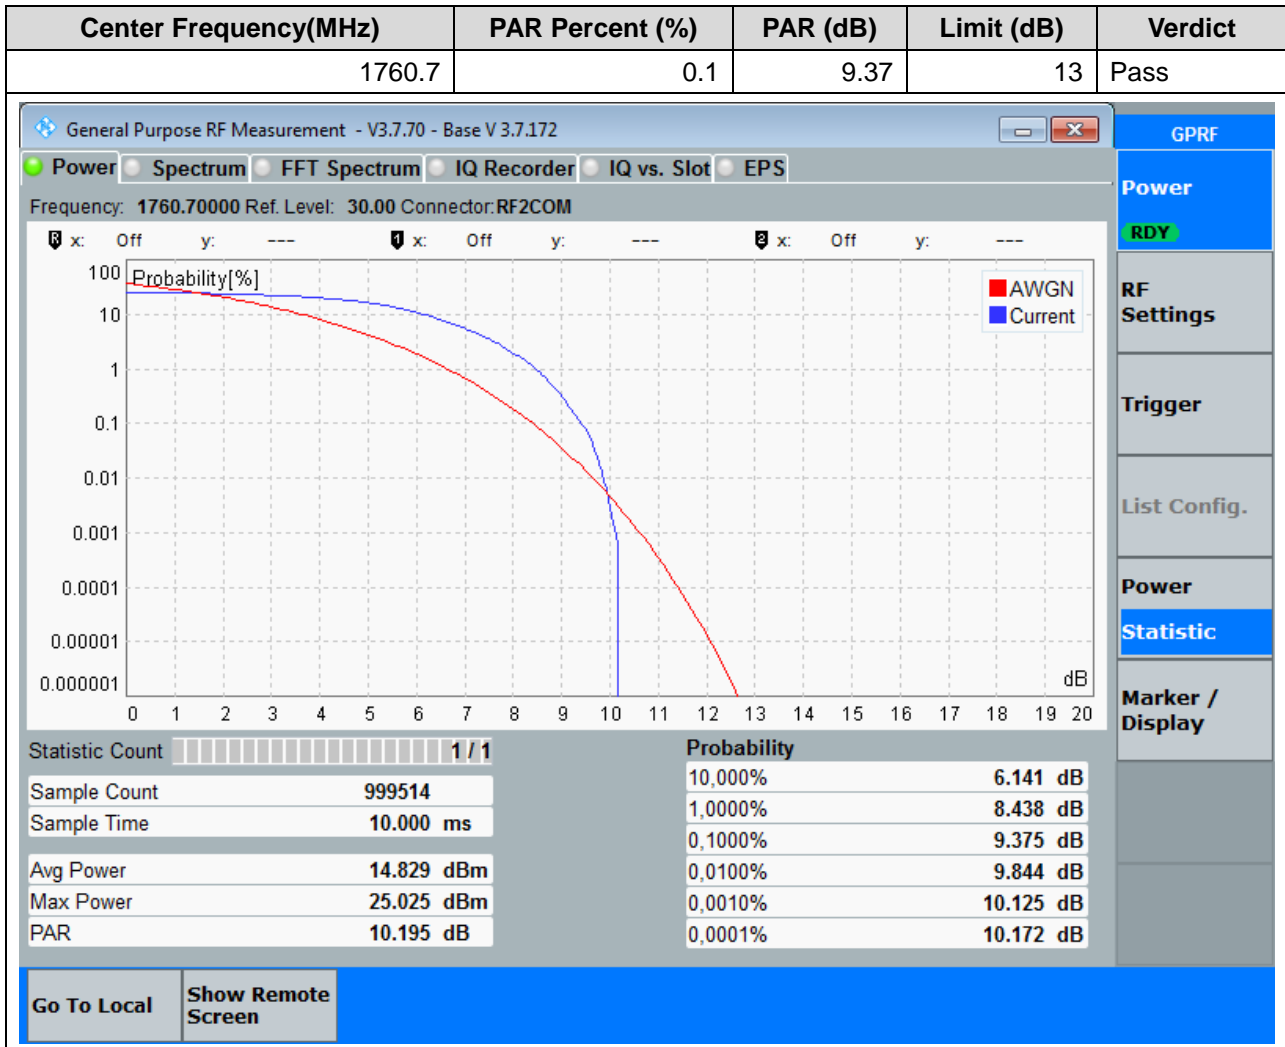 Center Frequency(MHz) PAR Percent (%) PAR (dB) Limit (dB) Verdict
1760.7 0.1 9.37 13 Pass
General Purpose RF Measurement - V3.7.70 - Base V 3.7.172
GPRF
Power Spectrum FFT Spectrum IQ Recorder IQ vs. Slot EPS
Frequency: 1760.70000 Ref. Level: 30.00 Connector:RF2COM
R x: Off y: --- 1 x: Off y: --- 2 x: Off y: ---
Probability[%]
100
10
1
0.1
0.01
0.001
0.0001
0.00001
0.000001
AWGN
Current
dB
0 1 2 3 4 5 6 7 8 9 10 11 12 13 14 15 16 17 18 19 20
Statistic Count 1 / 1
Sample Count 999514
Sample Time 10.000 ms
Avg Power 14.829 dBm
Max Power 25.025 dBm
PAR 10.195 dB
Probability
10,000% 6.141 dB
1,0000% 8.438 dB
0,1000% 9.375 dB
0,0100% 9.844 dB
0,0010% 10.125 dB
0,0001% 10.172 dB
Power
RDY
RF
Settings
Trigger
List Config.
Power
Statistic
Marker /
Display
Go To Local
Show Remote
Screen